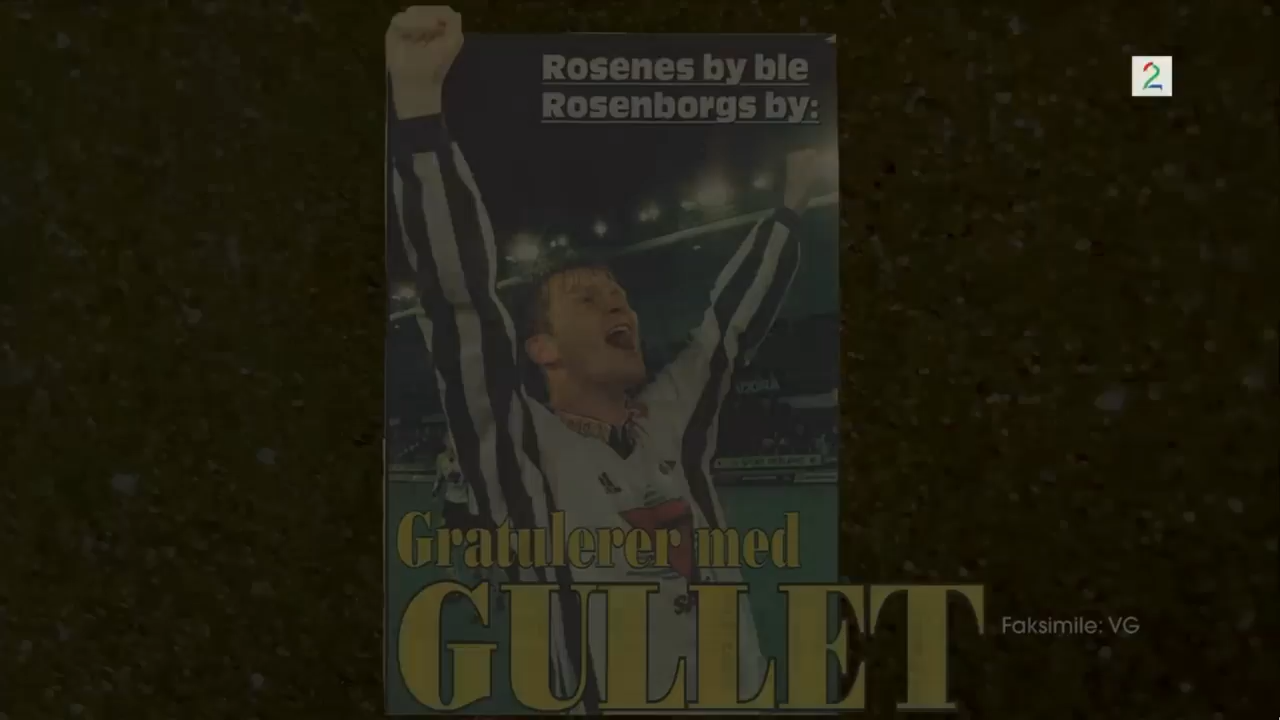 Rosenes by ble
Rosenborgs by:
2
Gratulerer med
GULLET
Faksimile: VG